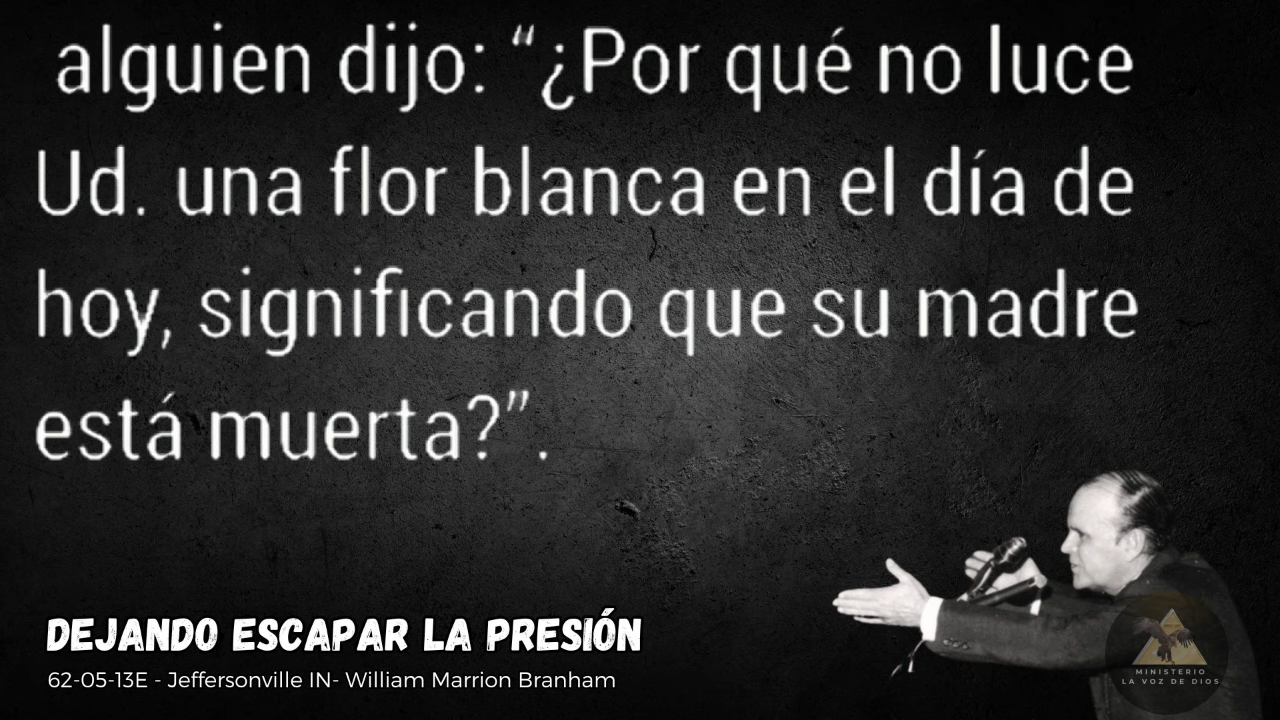 alguien dijo: “¿Por qué no luce
Ud. una flor blanca en el día de
hoy, significando que su madre
está muerta?”.
DEJANDO ESCAPAR LA PRESIÓN
62-05-13E - Jeffersonville IN- William Marrion Branham
MINISTERIO
LA VOZ DE DIOS